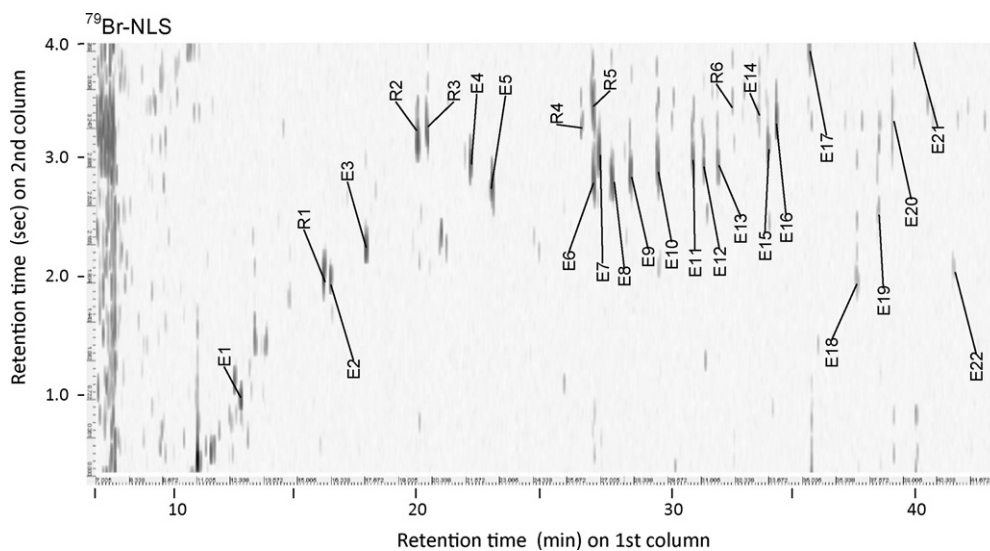 ⁷⁹Br-NLS
4.0
3.0
2.0
1.0
Retention time (sec) on 2nd column
R1
R2
R3
R4
R5
R6
E1
E2
E3
E4
E5
E6
E7
E8
E9
E10
E11
E12
E13
E14
E15
E16
E17
E18
E19
E20
E21
E22
10
20
30
40
Retention time (min) on 1st column